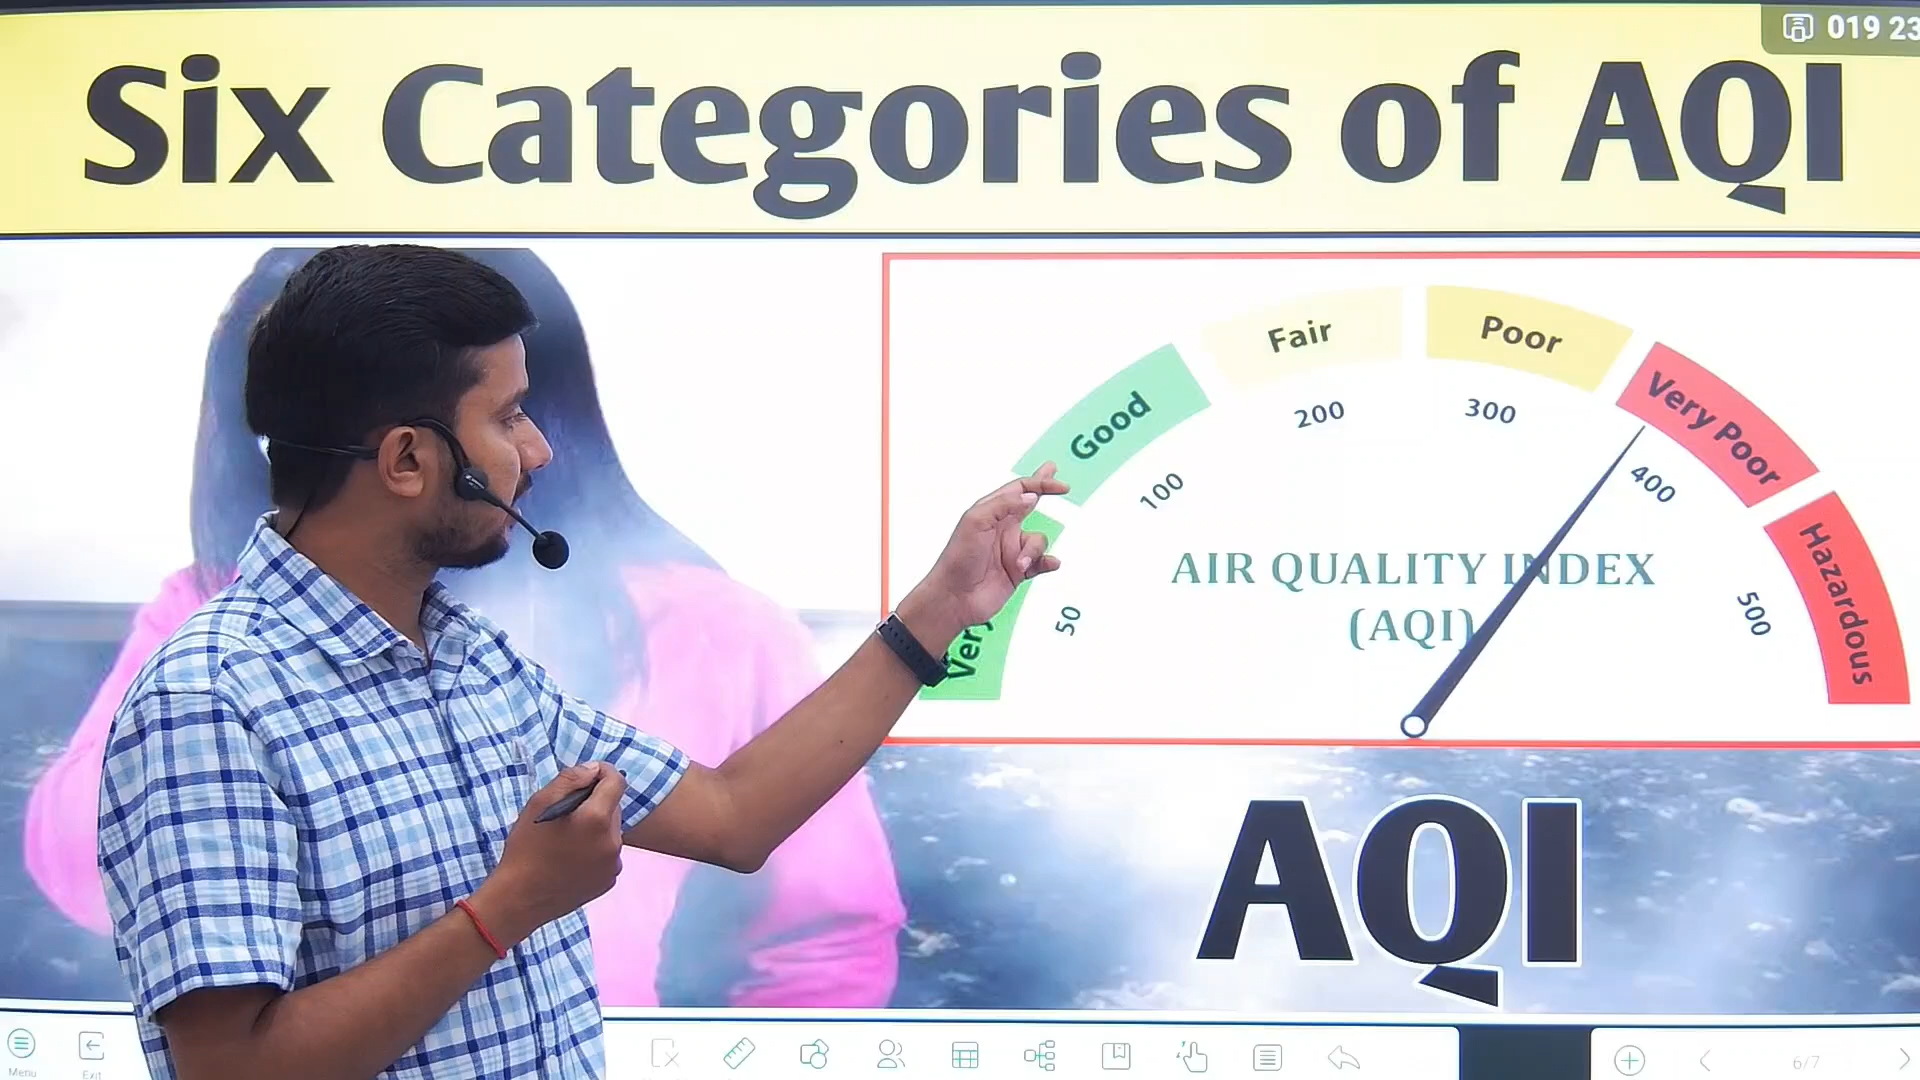 019 23
Six Categories of AQI
Very
Good
Fair
Poor
Very Poor
Hazardous
50
100
200
300
400
500
AIR QUALITY INDEX
(AQI)
AQI
Menu
Exit
6/7